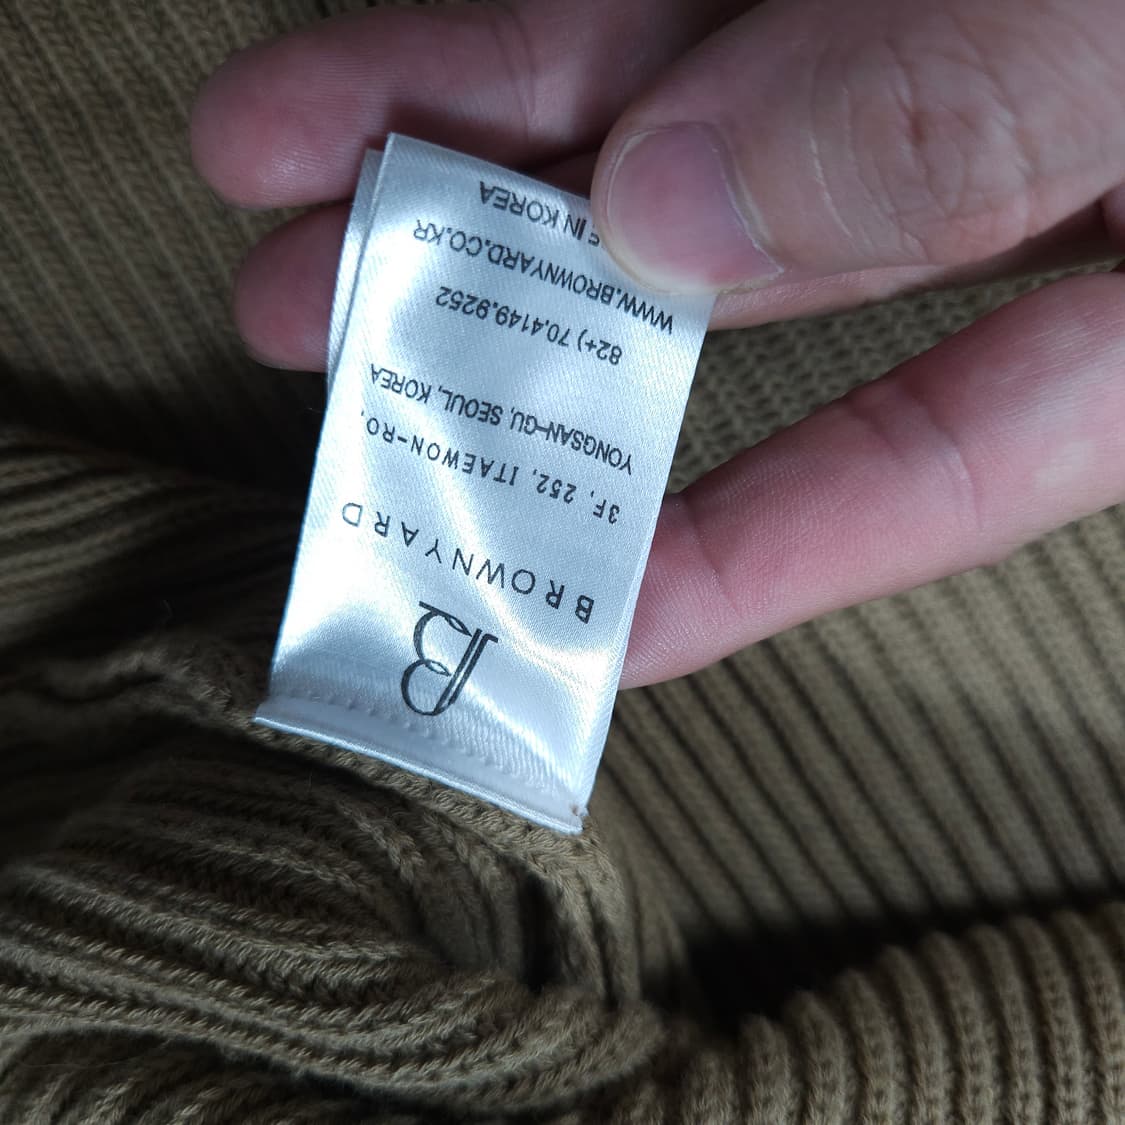 B
BROWNYARD
3F, 252, ITAEWON-RO,
YONGSAN-GU, SEOUL, KOREA
82+) 70.4149.9252
WWW.BROWNYARD.CO.KR
IN KOREA